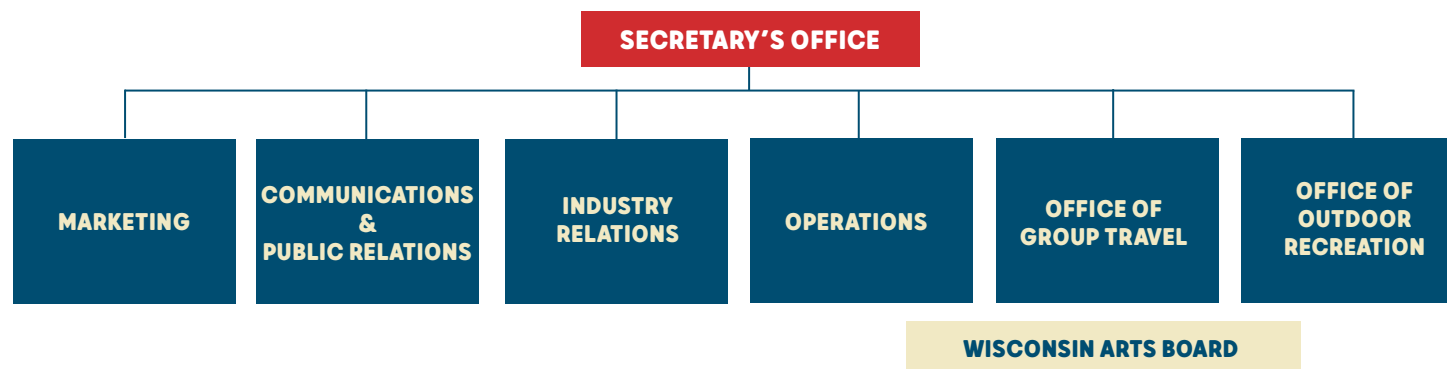 SECRETARY'S OFFICE
MARKETING
COMMUNICATIONS
&
PUBLIC RELATIONS
INDUSTRY
RELATIONS
OPERATIONS
OFFICE OF
GROUP TRAVEL
OFFICE OF
OUTDOOR
RECREATION
WISCONSIN ARTS BOARD